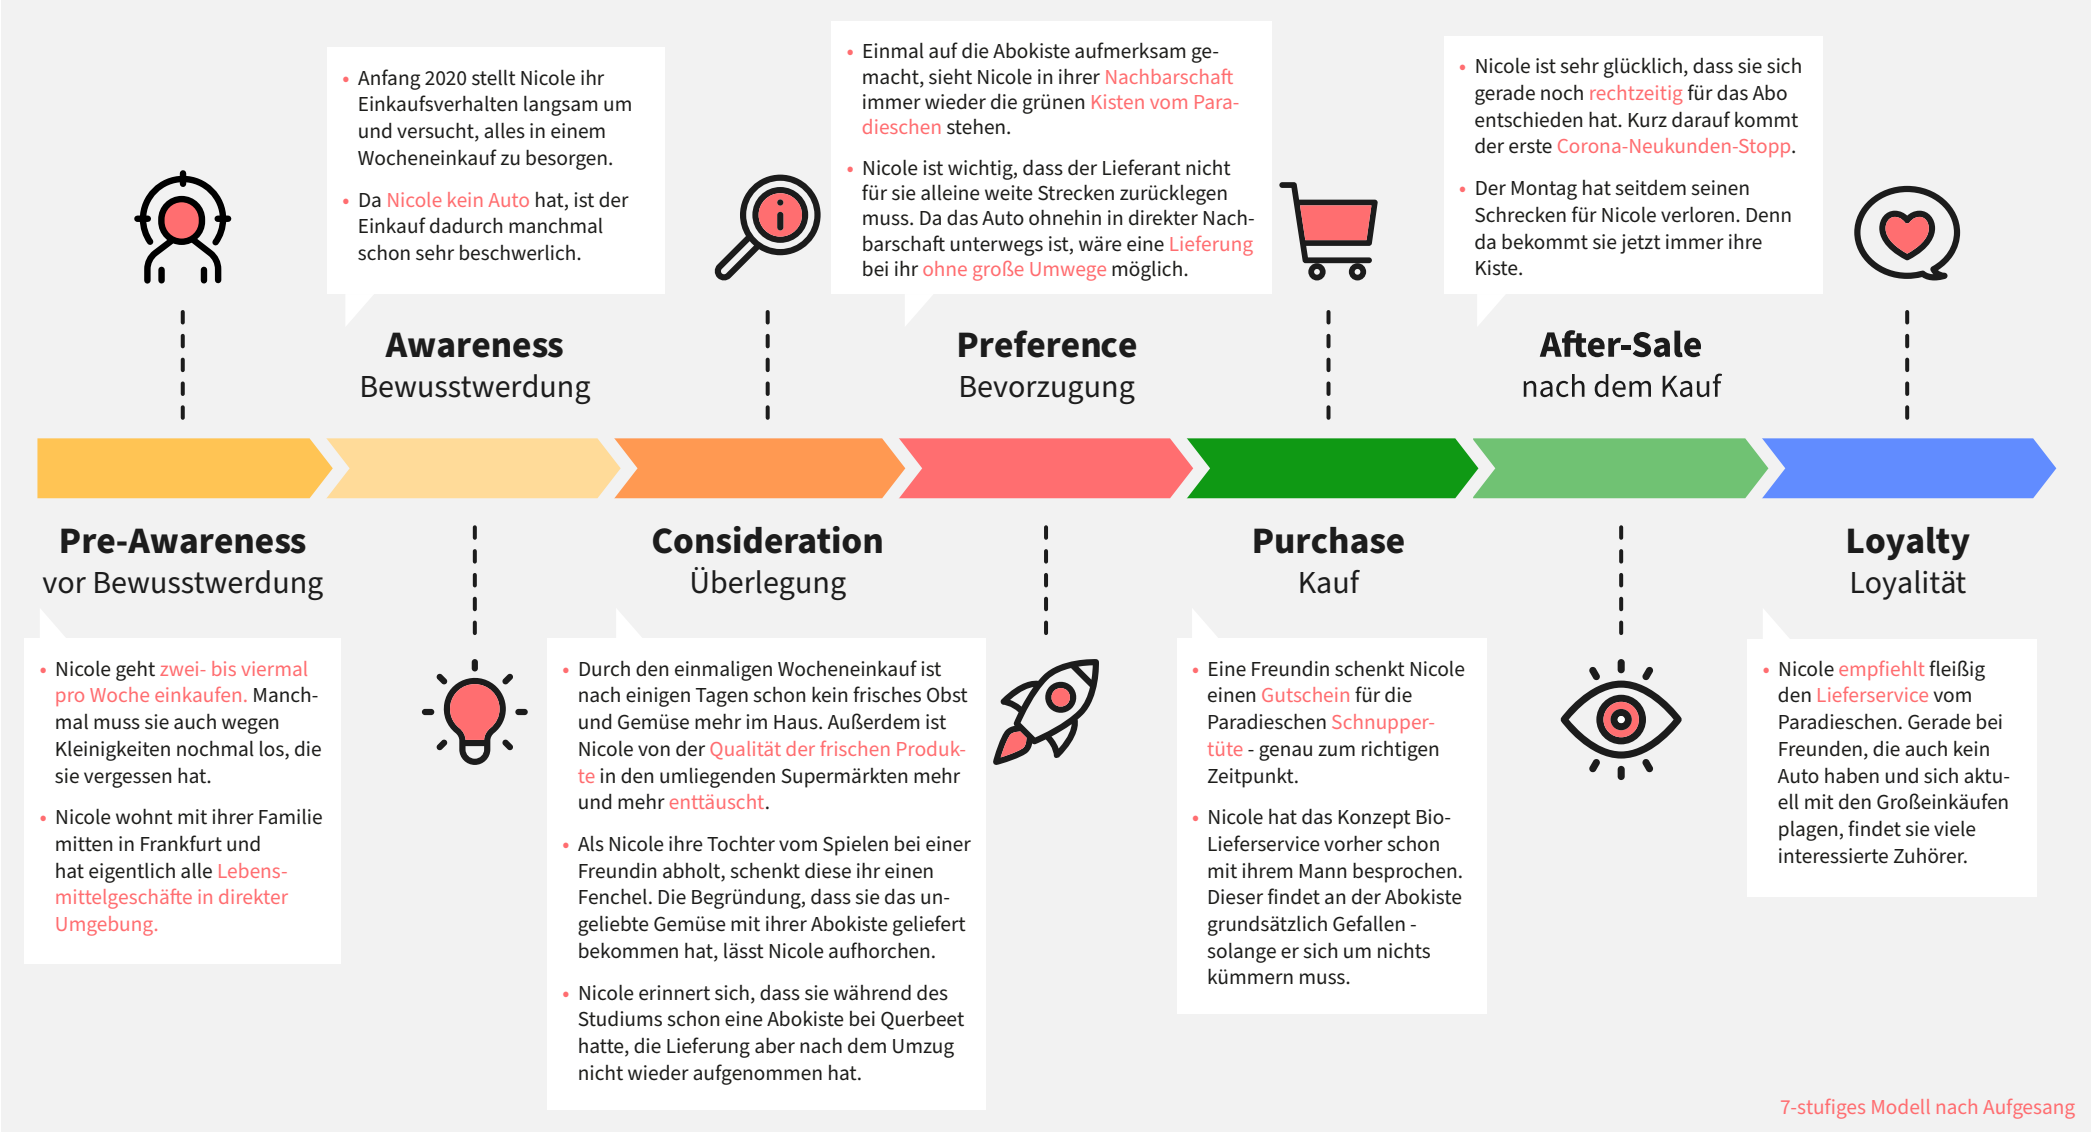 Pre-Awareness
vor Bewusstwerdung
• Nicole geht zwei- bis viermal
pro Woche einkaufen. Manch-
mal muss sie auch wegen
Kleinigkeiten nochmal los, die
sie vergessen hat.
• Nicole wohnt mit ihrer Familie
mitten in Frankfurt und
hat eigentlich alle Lebens-
mittelgeschäfte in direkter
Umgebung.
• Anfang 2020 stellt Nicole ihr
Einkaufsverhalten langsam um
und versucht, alles in einem
Wocheneinkauf zu besorgen.
• Da Nicole kein Auto hat, ist der
Einkauf dadurch manchmal
schon sehr beschwerlich.
Awareness
Bewusstwerdung
Consideration
Überlegung
• Durch den einmaligen Wocheneinkauf ist
nach einigen Tagen schon kein frisches Obst
und Gemüse mehr im Haus. Außerdem ist
Nicole von der Qualität der frischen Produk-
te in den umliegenden Supermärkten mehr
und mehr enttäuscht.
• Als Nicole ihre Tochter vom Spielen bei einer
Freundin abholt, schenkt diese ihr einen
Fenchel. Die Begründung, dass sie das un-
geliebte Gemüse mit ihrer Abokiste geliefert
bekommen hat, lässt Nicole aufhorchen.
• Nicole erinnert sich, dass sie während des
Studiums schon eine Abokiste bei Querbeet
hatte, die Lieferung aber nach dem Umzug
nicht wieder aufgenommen hat.
• Einmal auf die Abokiste aufmerksam ge-
macht, sieht Nicole in ihrer Nachbarschaft
immer wieder die grünen Kisten vom Para-
dieschen stehen.
• Nicole ist wichtig, dass der Lieferant nicht
für sie alleine weite Strecken zurücklegen
muss. Da das Auto ohnehin in direkter Nach-
barschaft unterwegs ist, wäre eine Lieferung
bei ihr ohne große Umwege möglich.
Preference
Bevorzugung
Purchase
Kauf
• Eine Freundin schenkt Nicole
einen Gutschein für die
Paradieschen Schnupper-
tüte - genau zum richtigen
Zeitpunkt.
• Nicole hat das Konzept Bio-
Lieferservice vorher schon
mit ihrem Mann besprochen.
Dieser findet an der Abokiste
grundsätzlich Gefallen -
solange er sich um nichts
kümmern muss.
• Nicole ist sehr glücklich, dass sie sich
gerade noch rechtzeitig für das Abo
entschieden hat. Kurz darauf kommt
der erste Corona-Neukunden-Stopp.
• Der Montag hat seitdem seinen
Schrecken für Nicole verloren. Denn
da bekommt sie jetzt immer ihre
Kiste.
After-Sale
nach dem Kauf
Loyalty
Loyalität
• Nicole empfiehlt fleißig
den Lieferservice vom
Paradieschen. Gerade bei
Freunden, die auch kein
Auto haben und sich aktu-
ell mit den Großeinkäufen
plagen, findet sie viele
interessierte Zuhörer.
7-stufiges Modell nach Aufgesang